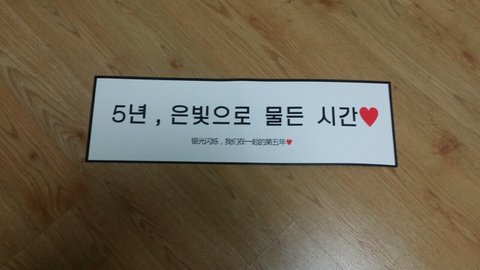 5년, 은빛으로 물든 시간♥
银光闪烁，我们在一起的第五年♥